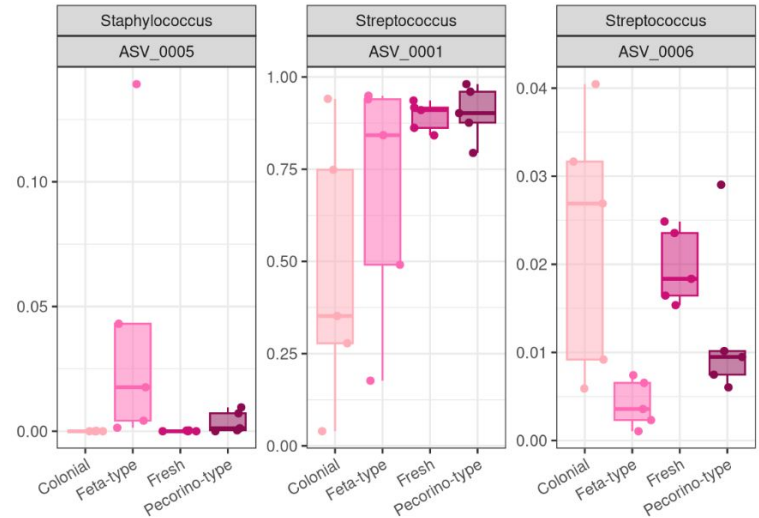 Staphylococcus
ASV_0005
0.10
0.05
0.00
Colonial
Feta-type
Fresh
Pecorino-type
Streptococcus
ASV_0001
1.00
0.75
0.50
0.25
0.00
Colonial
Feta-type
Fresh
Pecorino-type
Streptococcus
ASV_0006
0.04
0.03
0.02
0.01
0.00
Colonial
Feta-type
Fresh
Pecorino-type